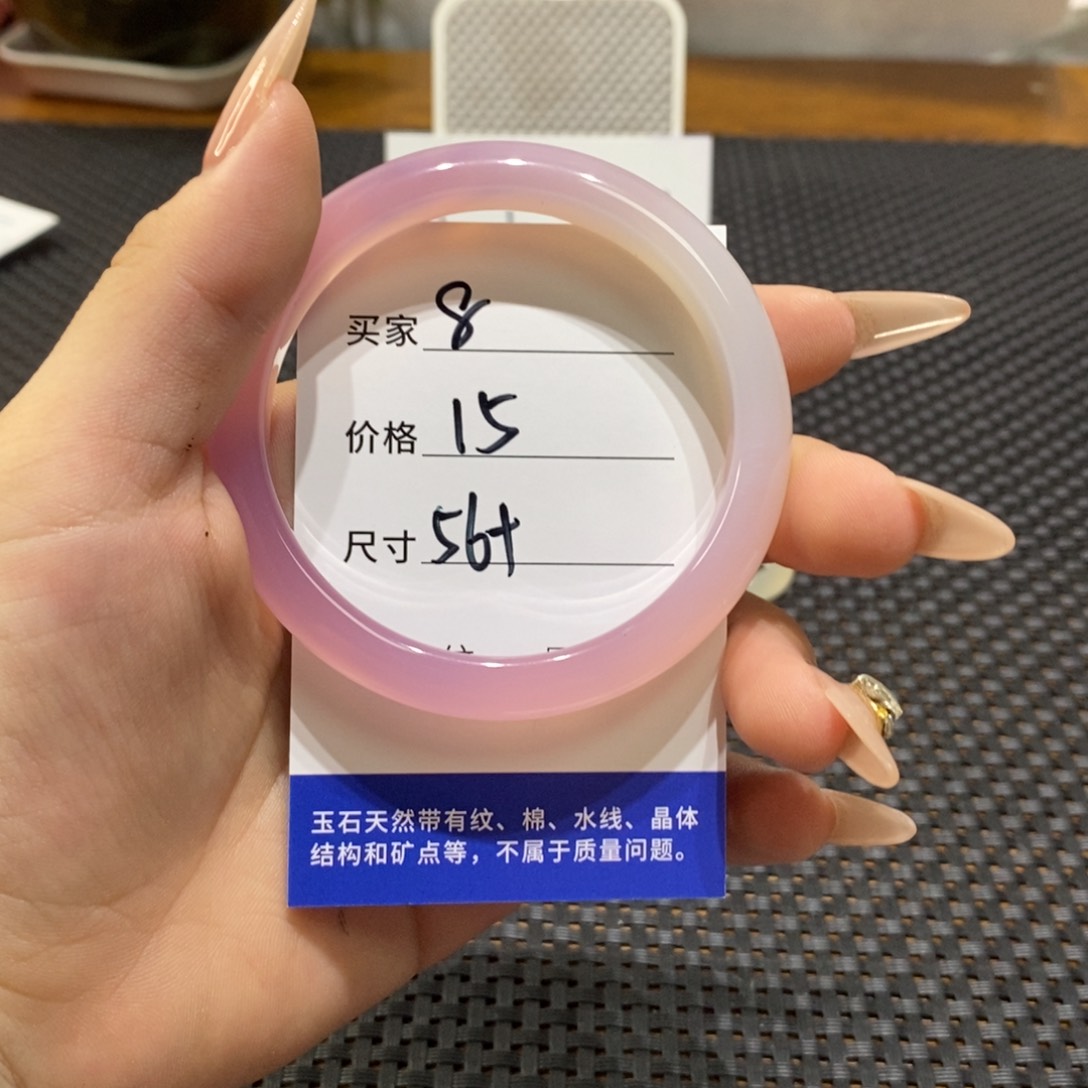 买家 8
价格 15
尺寸 56+
玉石天然带有纹、棉、水线、晶体
结构和矿点等，不属于质量问题。